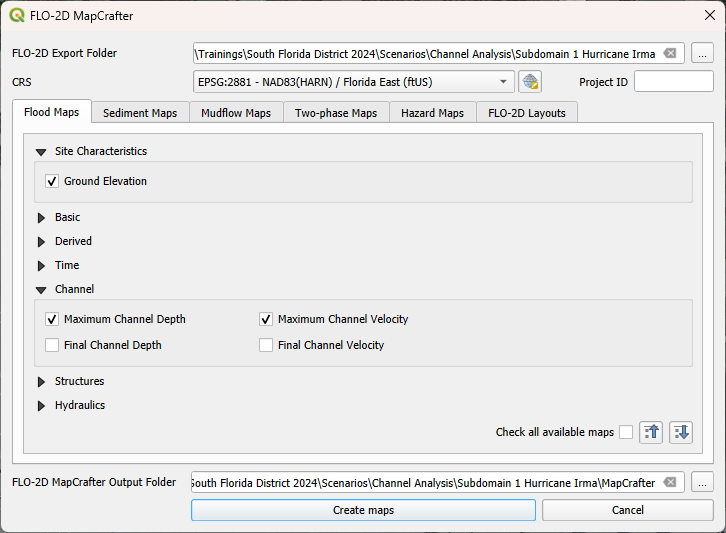 FLO-2D MapCrafter
FLO-2D Export Folder \Trainings\South Florida District 2024\Scenarios\Channel Analysis\Subdomain 1 Hurricane Irma ...
CRS EPSG:2881 - NAD83(HARN) / Florida East (ftUS) Project ID
Flood Maps Sediment Maps Mudflow Maps Two-phase Maps Hazard Maps FLO-2D Layouts
Site Characteristics
Ground Elevation
Basic
Derived
Time
Channel
Maximum Channel Depth Maximum Channel Velocity
Final Channel Depth Final Channel Velocity
Structures
Hydraulics
Check all available maps
FLO-2D MapCrafter Output Folder South Florida District 2024\Scenarios\Channel Analysis\Subdomain 1 Hurricane Irma\MapCrafter ...
Create maps Cancel